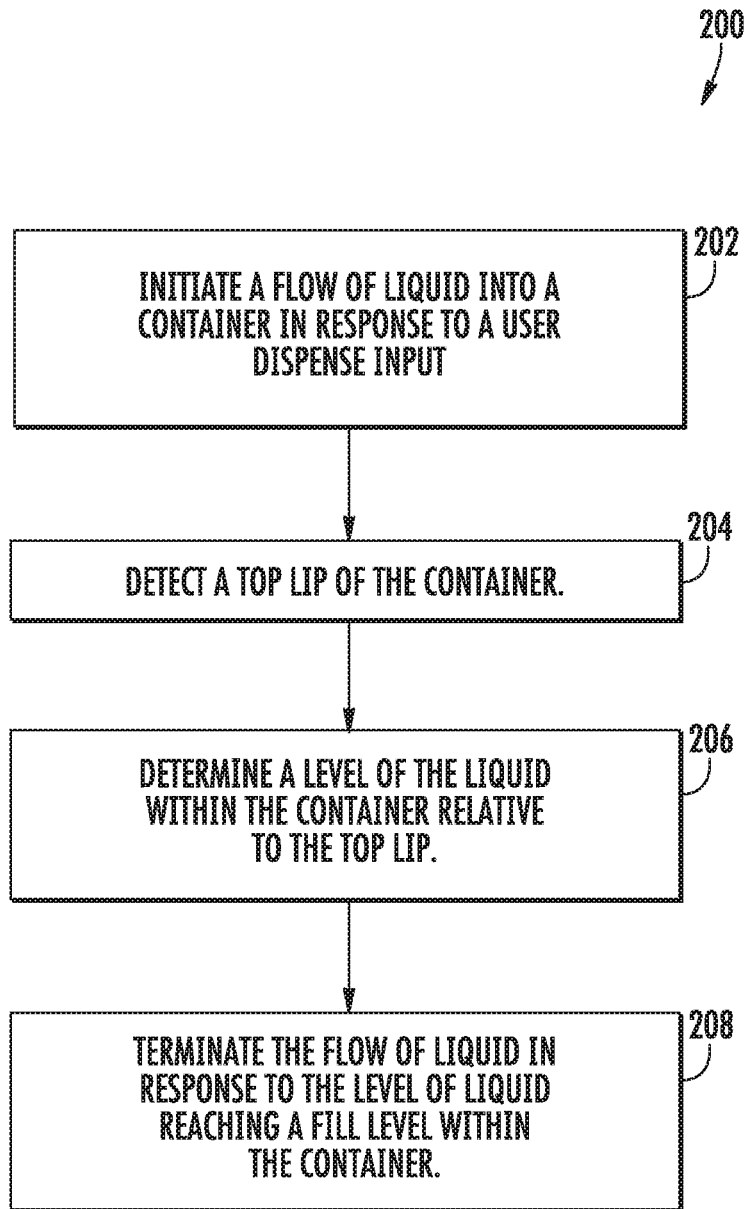 200
202
INITIATE A FLOW OF LIQUID INTO A
CONTAINER IN RESPONSE TO A USER
DISPENSE INPUT
204
DETECT A TOP LIP OF THE CONTAINER.
206
DETERMINE A LEVEL OF THE LIQUID
WITHIN THE CONTAINER RELATIVE
TO THE TOP LIP.
208
TERMINATE THE FLOW OF LIQUID IN
RESPONSE TO THE LEVEL OF LIQUID
REACHING A FILL LEVEL WITHIN
THE CONTAINER.